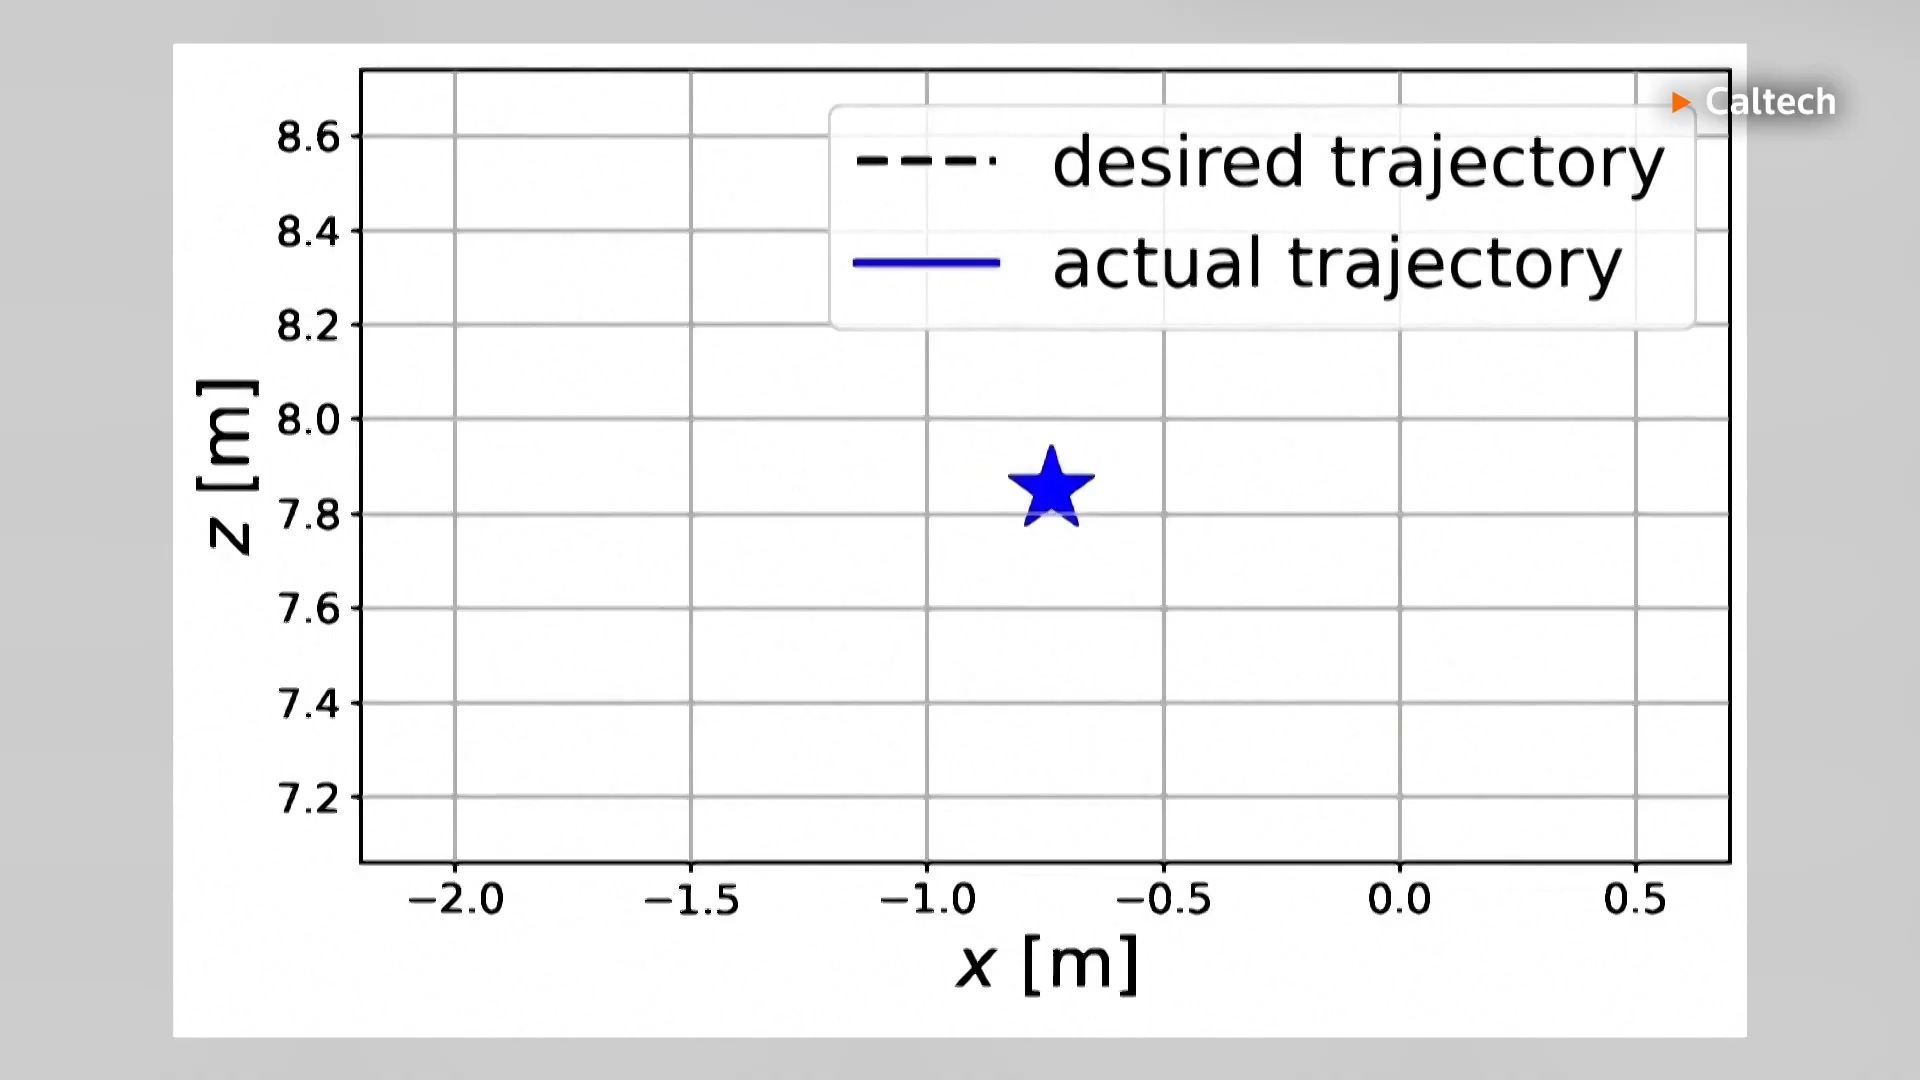 Caltech
desired trajectory
actual trajectory
8.6
8.4
8.2
8.0
7.8
7.6
7.4
7.2
z [m]
−2.0 −1.5 −1.0 −0.5 0.0 0.5
x [m]